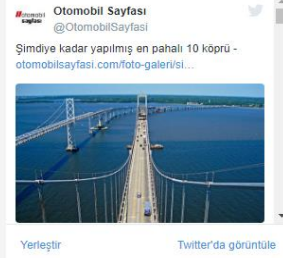 Otomobil
sayfası
Otomobil Sayfası
@OtomobilSayfasi
Şimdiye kadar yapılmış en pahalı 10 köprü -
otomobilsayfasi.com/foto-galeri/si...
Yerleştir
Twitter'da görüntüle